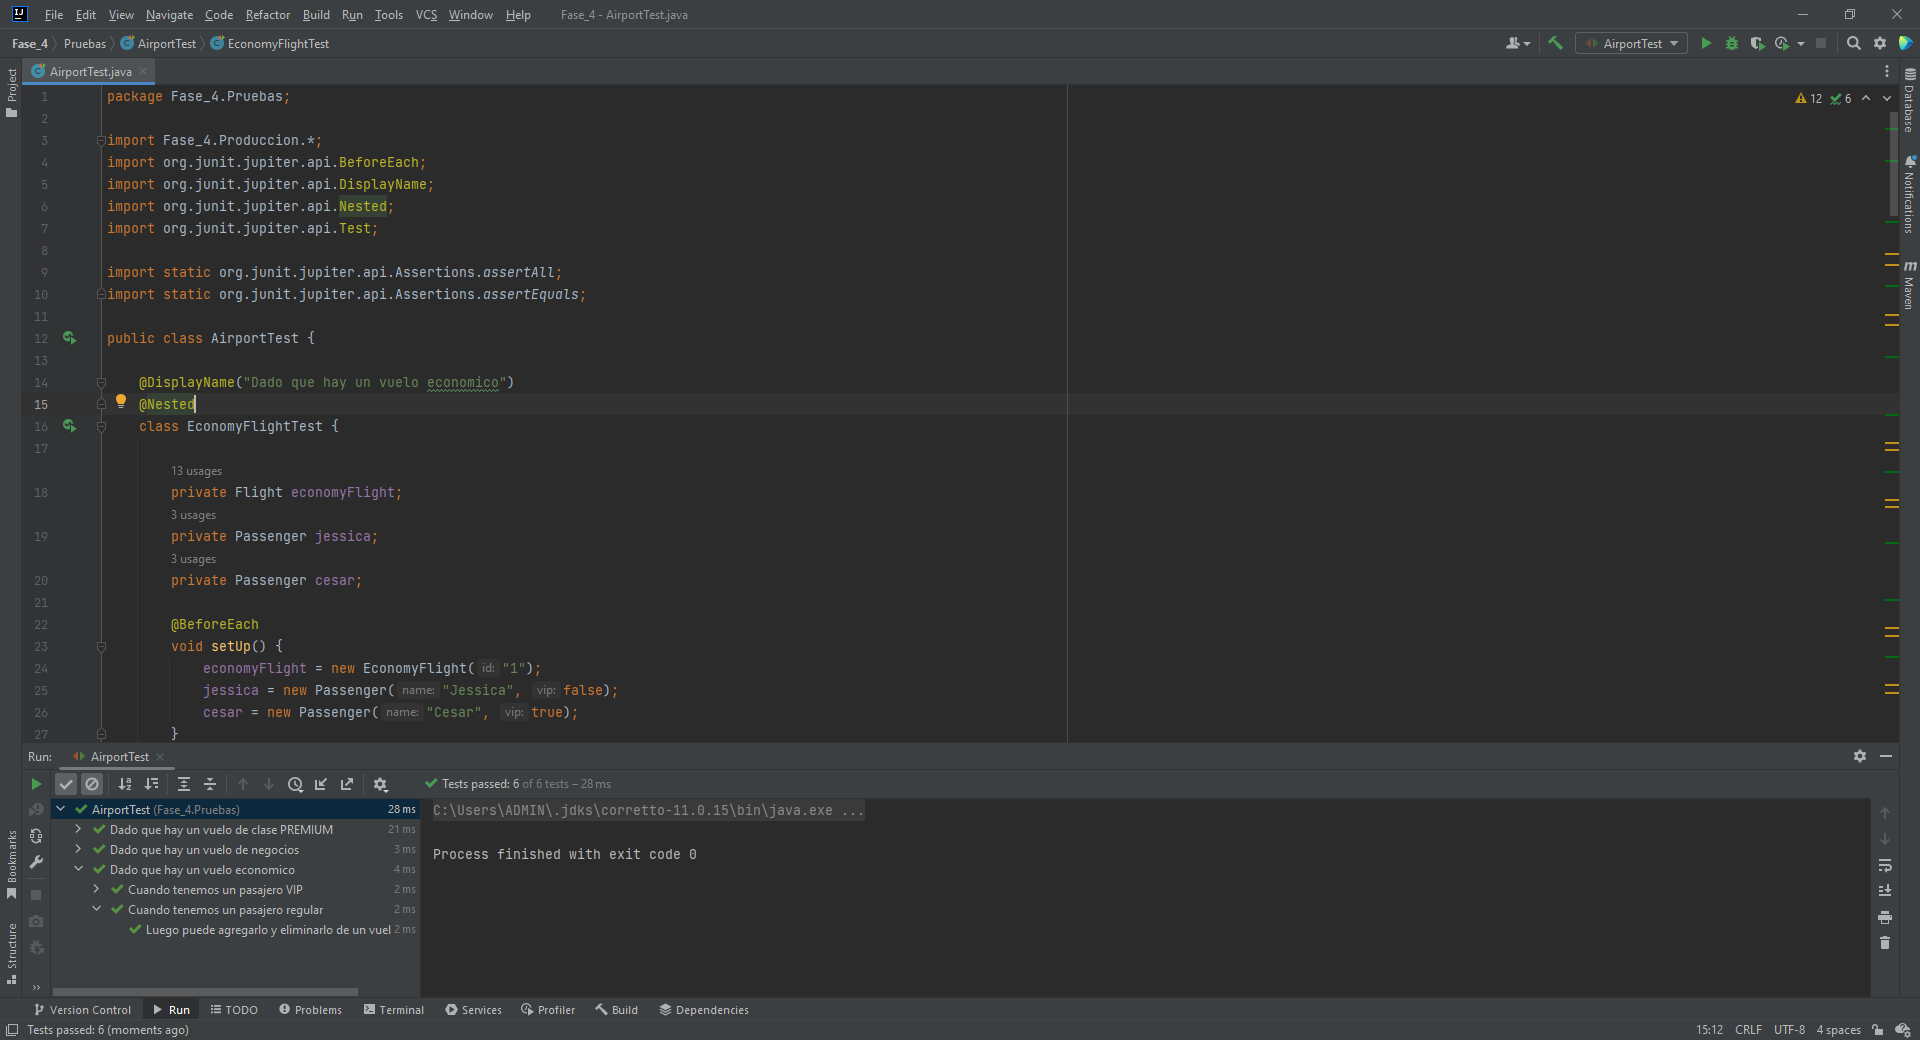 File Edit View Navigate Code Refactor Build Run Tools VCS Window Help Fase_4 - AirportTest.java
Fase_4 Pruebas AirportTest EconomyFlightTest AirportTest
Project
AirportTest.java
12 6
1 package Fase_4.Pruebas;
2
3 import Fase_4.Produccion.*;
4 import org.junit.jupiter.api.BeforeEach;
5 import org.junit.jupiter.api.DisplayName;
6 import org.junit.jupiter.api.Nested;
7 import org.junit.jupiter.api.Test;
8
9 import static org.junit.jupiter.api.Assertions.assertAll;
10 import static org.junit.jupiter.api.Assertions.assertEquals;
11
12 public class AirportTest {
13
14 @DisplayName("Dado que hay un vuelo economico")
15 @Nested
16 class EconomyFlightTest {
17
13 usages
18 private Flight economyFlight;
3 usages
19 private Passenger jessica;
3 usages
20 private Passenger cesar;
21
22 @BeforeEach
23 void setUp() {
24 economyFlight = new EconomyFlight( id: "1");
25 jessica = new Passenger( name: "Jessica", vip: false);
26 cesar = new Passenger( name: "Cesar", vip: true);
27 }
Database
Notifications
m Maven
Run: AirportTest
Tests passed: 6 of 6 tests – 28 ms
AirportTest (Fase_4.Pruebas) 28 ms
Dado que hay un vuelo de clase PREMIUM 21 ms
Dado que hay un vuelo de negocios 3 ms
Dado que hay un vuelo economico 4 ms
Cuando tenemos un pasajero VIP 2 ms
Cuando tenemos un pasajero regular 2 ms
Luego puede agregarlo y eliminarlo de un vuel 2 ms
C:\Users\ADMIN\.jdks\corretto-11.0.15\bin\java.exe ...
Process finished with exit code 0
Bookmarks
Structure
Version Control Run TODO Problems Terminal Services Profiler Build Dependencies
Tests passed: 6 (moments ago) 15:12 CRLF UTF-8 4 spaces